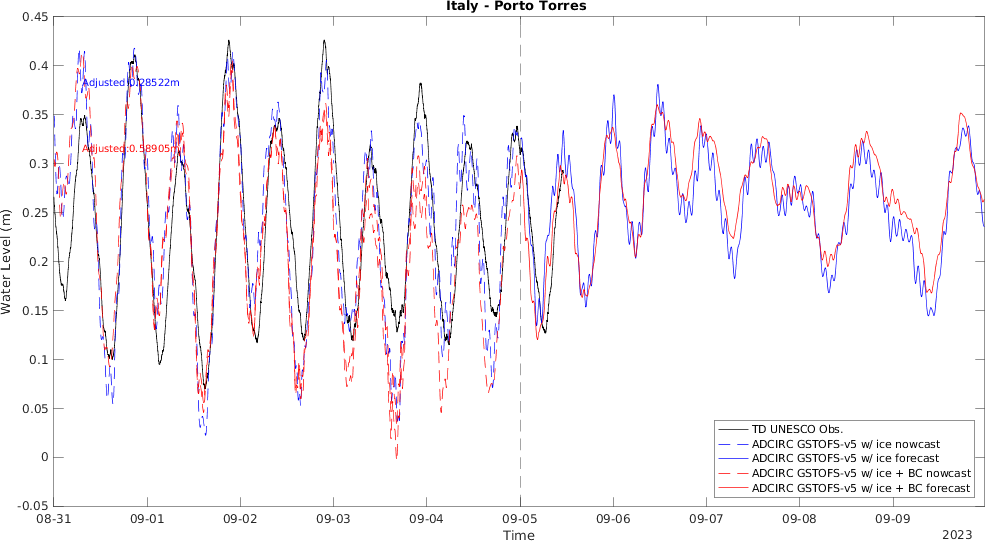 Italy - Porto Torres
0.45
0.4
0.35
0.3
0.25
0.2
0.15
0.1
0.05
0
-0.05
Water Level (m)
Adjusted:0.28522m
Adjusted:0.58905m
08-31
09-01
09-02
09-03
09-04
09-05
09-06
09-07
09-08
09-09
Time
2023
TD UNESCO Obs.
ADCIRC GSTOFS-v5 w/ ice nowcast
ADCIRC GSTOFS-v5 w/ ice forecast
ADCIRC GSTOFS-v5 w/ ice + BC nowcast
ADCIRC GSTOFS-v5 w/ ice + BC forecast